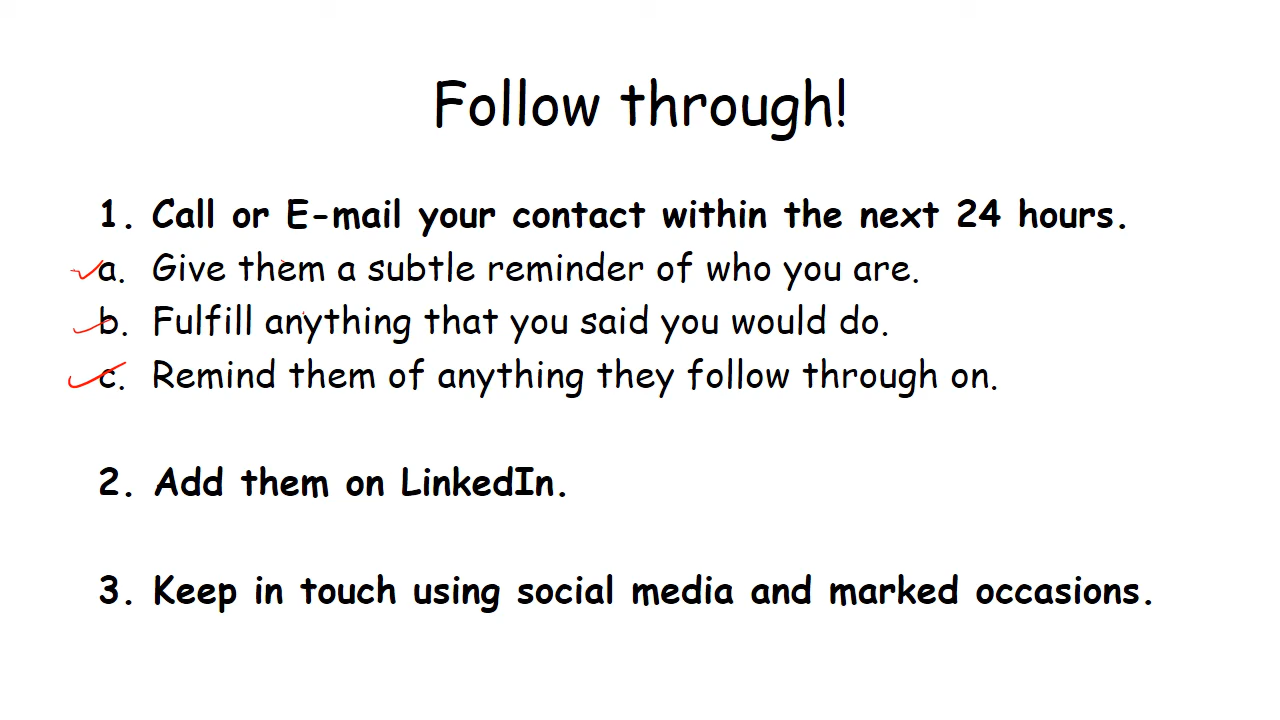 Follow through!
1. Call or E-mail your contact within the next 24 hours.
a. Give them a subtle reminder of who you are.
b. Fulfill anything that you said you would do.
c. Remind them of anything they follow through on.
2. Add them on LinkedIn.
3. Keep in touch using social media and marked occasions.